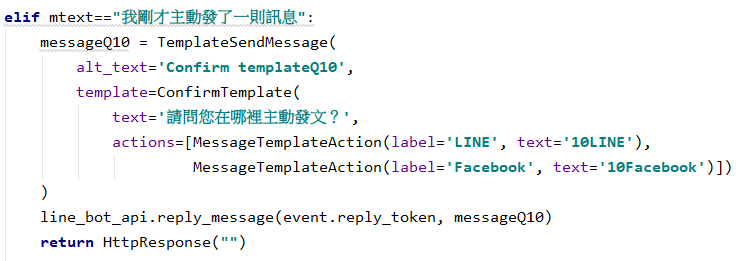 elif mtext=="我剛才主動發了一則訊息":
messageQ10 = TemplateSendMessage(
alt_text='Confirm templateQ10',
template=ConfirmTemplate(
text='請問您在哪裡主動發文？',
actions=[MessageTemplateAction(label='LINE', text='10LINE'),
MessageTemplateAction(label='Facebook', text='10Facebook')])
)
line_bot_api.reply_message(event.reply_token, messageQ10)
return HttpResponse("")